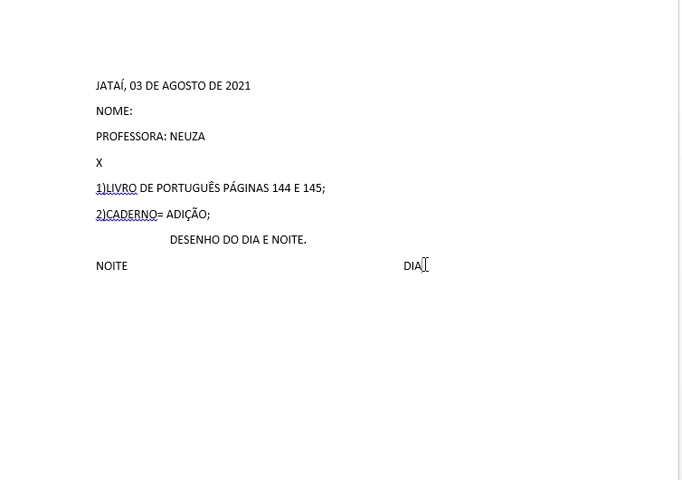 JATAÍ, 03 DE AGOSTO DE 2021
NOME:
PROFESSORA: NEUZA
X
1)LIVRO DE PORTUGUÊS PÁGINAS 144 E 145;
2)CADERNO= ADIÇÃO;
DESENHO DO DIA E NOITE.
NOITE DIA